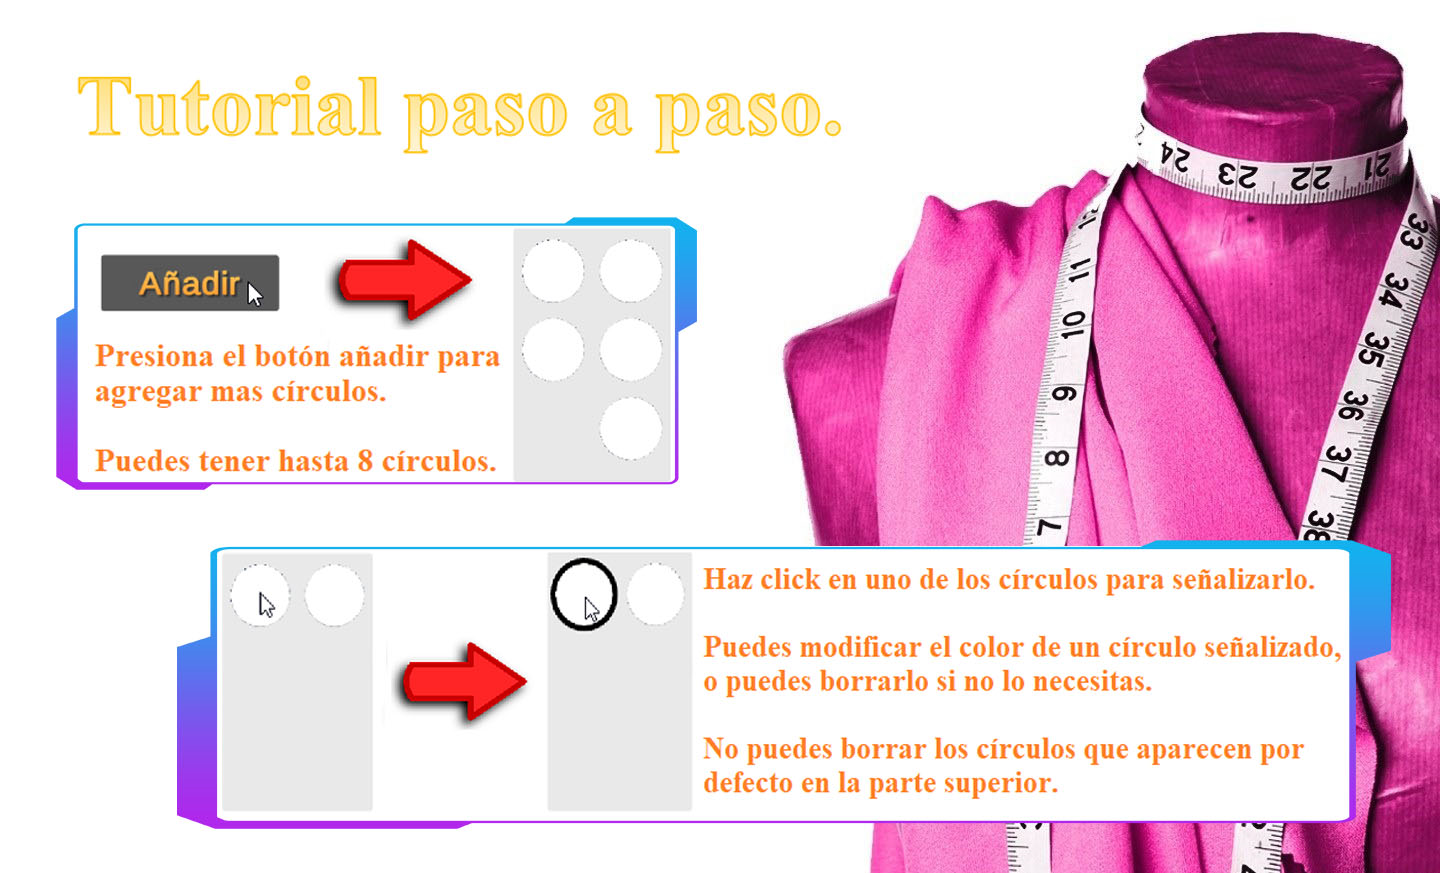 Tutorial paso a paso.
Añadir
Presiona el botón añadir para
agregar mas círculos.
Puedes tener hasta 8 círculos.
Haz click en uno de los círculos para señalizarlo.
Puedes modificar el color de un círculo señalizado,
o puedes borrarlo si no lo necesitas.
No puedes borrar los círculos que aparecen por
defecto en la parte superior.
24 23 22 21
12
11
10
9
8
7
33
34
35
36
37
38